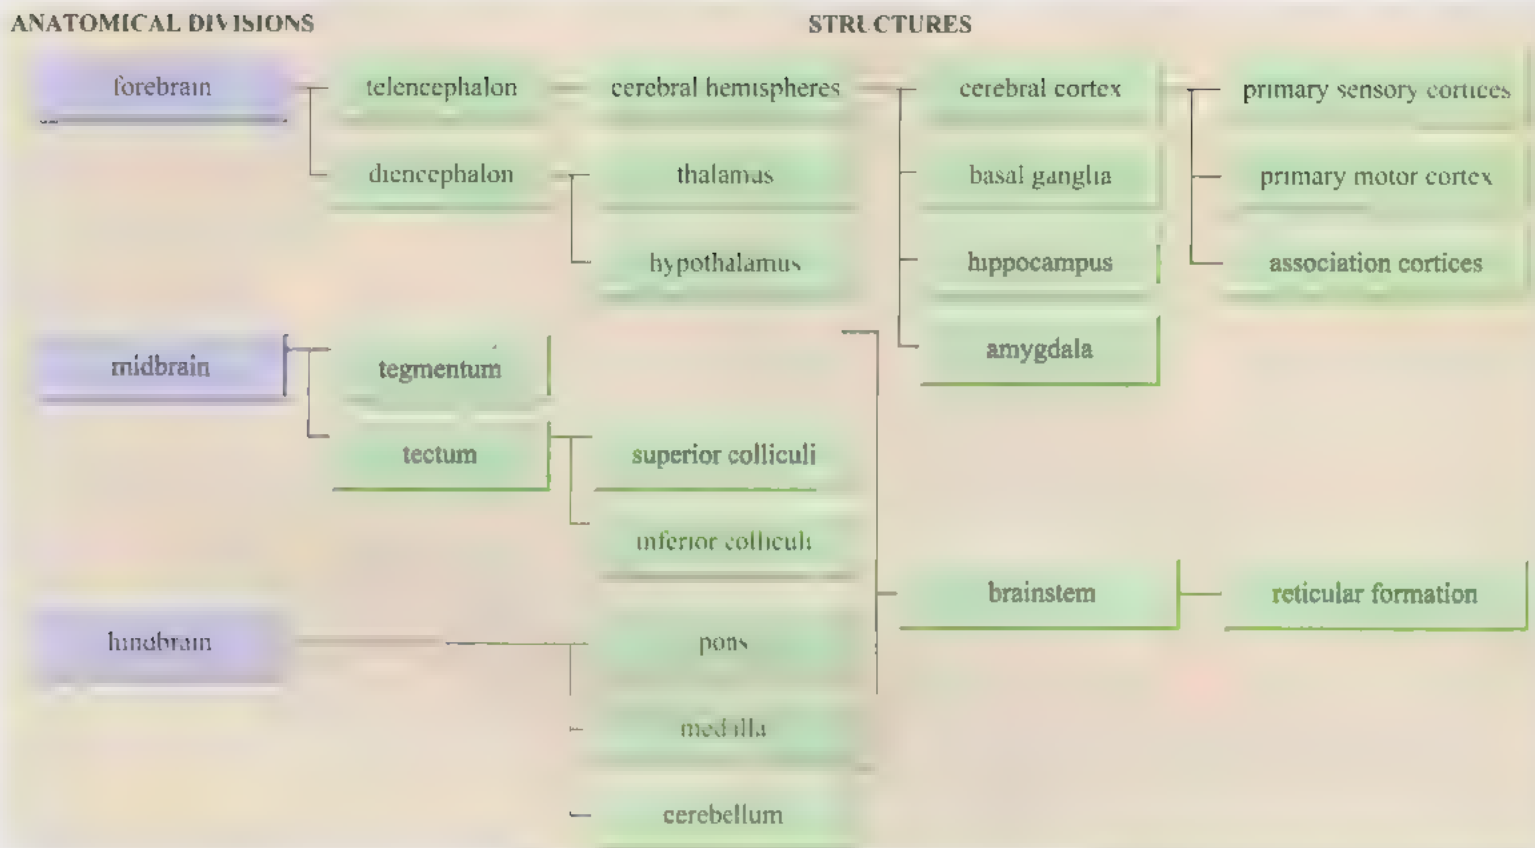 ANATOMICAL DIVISIONS STRUCTURES
forebrain telencephalon cerebral hemispheres cerebral cortex primary sensory cortices
diencephalon thalamus basal ganglia primary motor cortex
hypothalamus hippocampus association cortices
amygdala
midbrain tegmentum
tectum superior colliculi
inferior colliculi
brainstem reticular formation
hindbrain pons
medulla
cerebellum